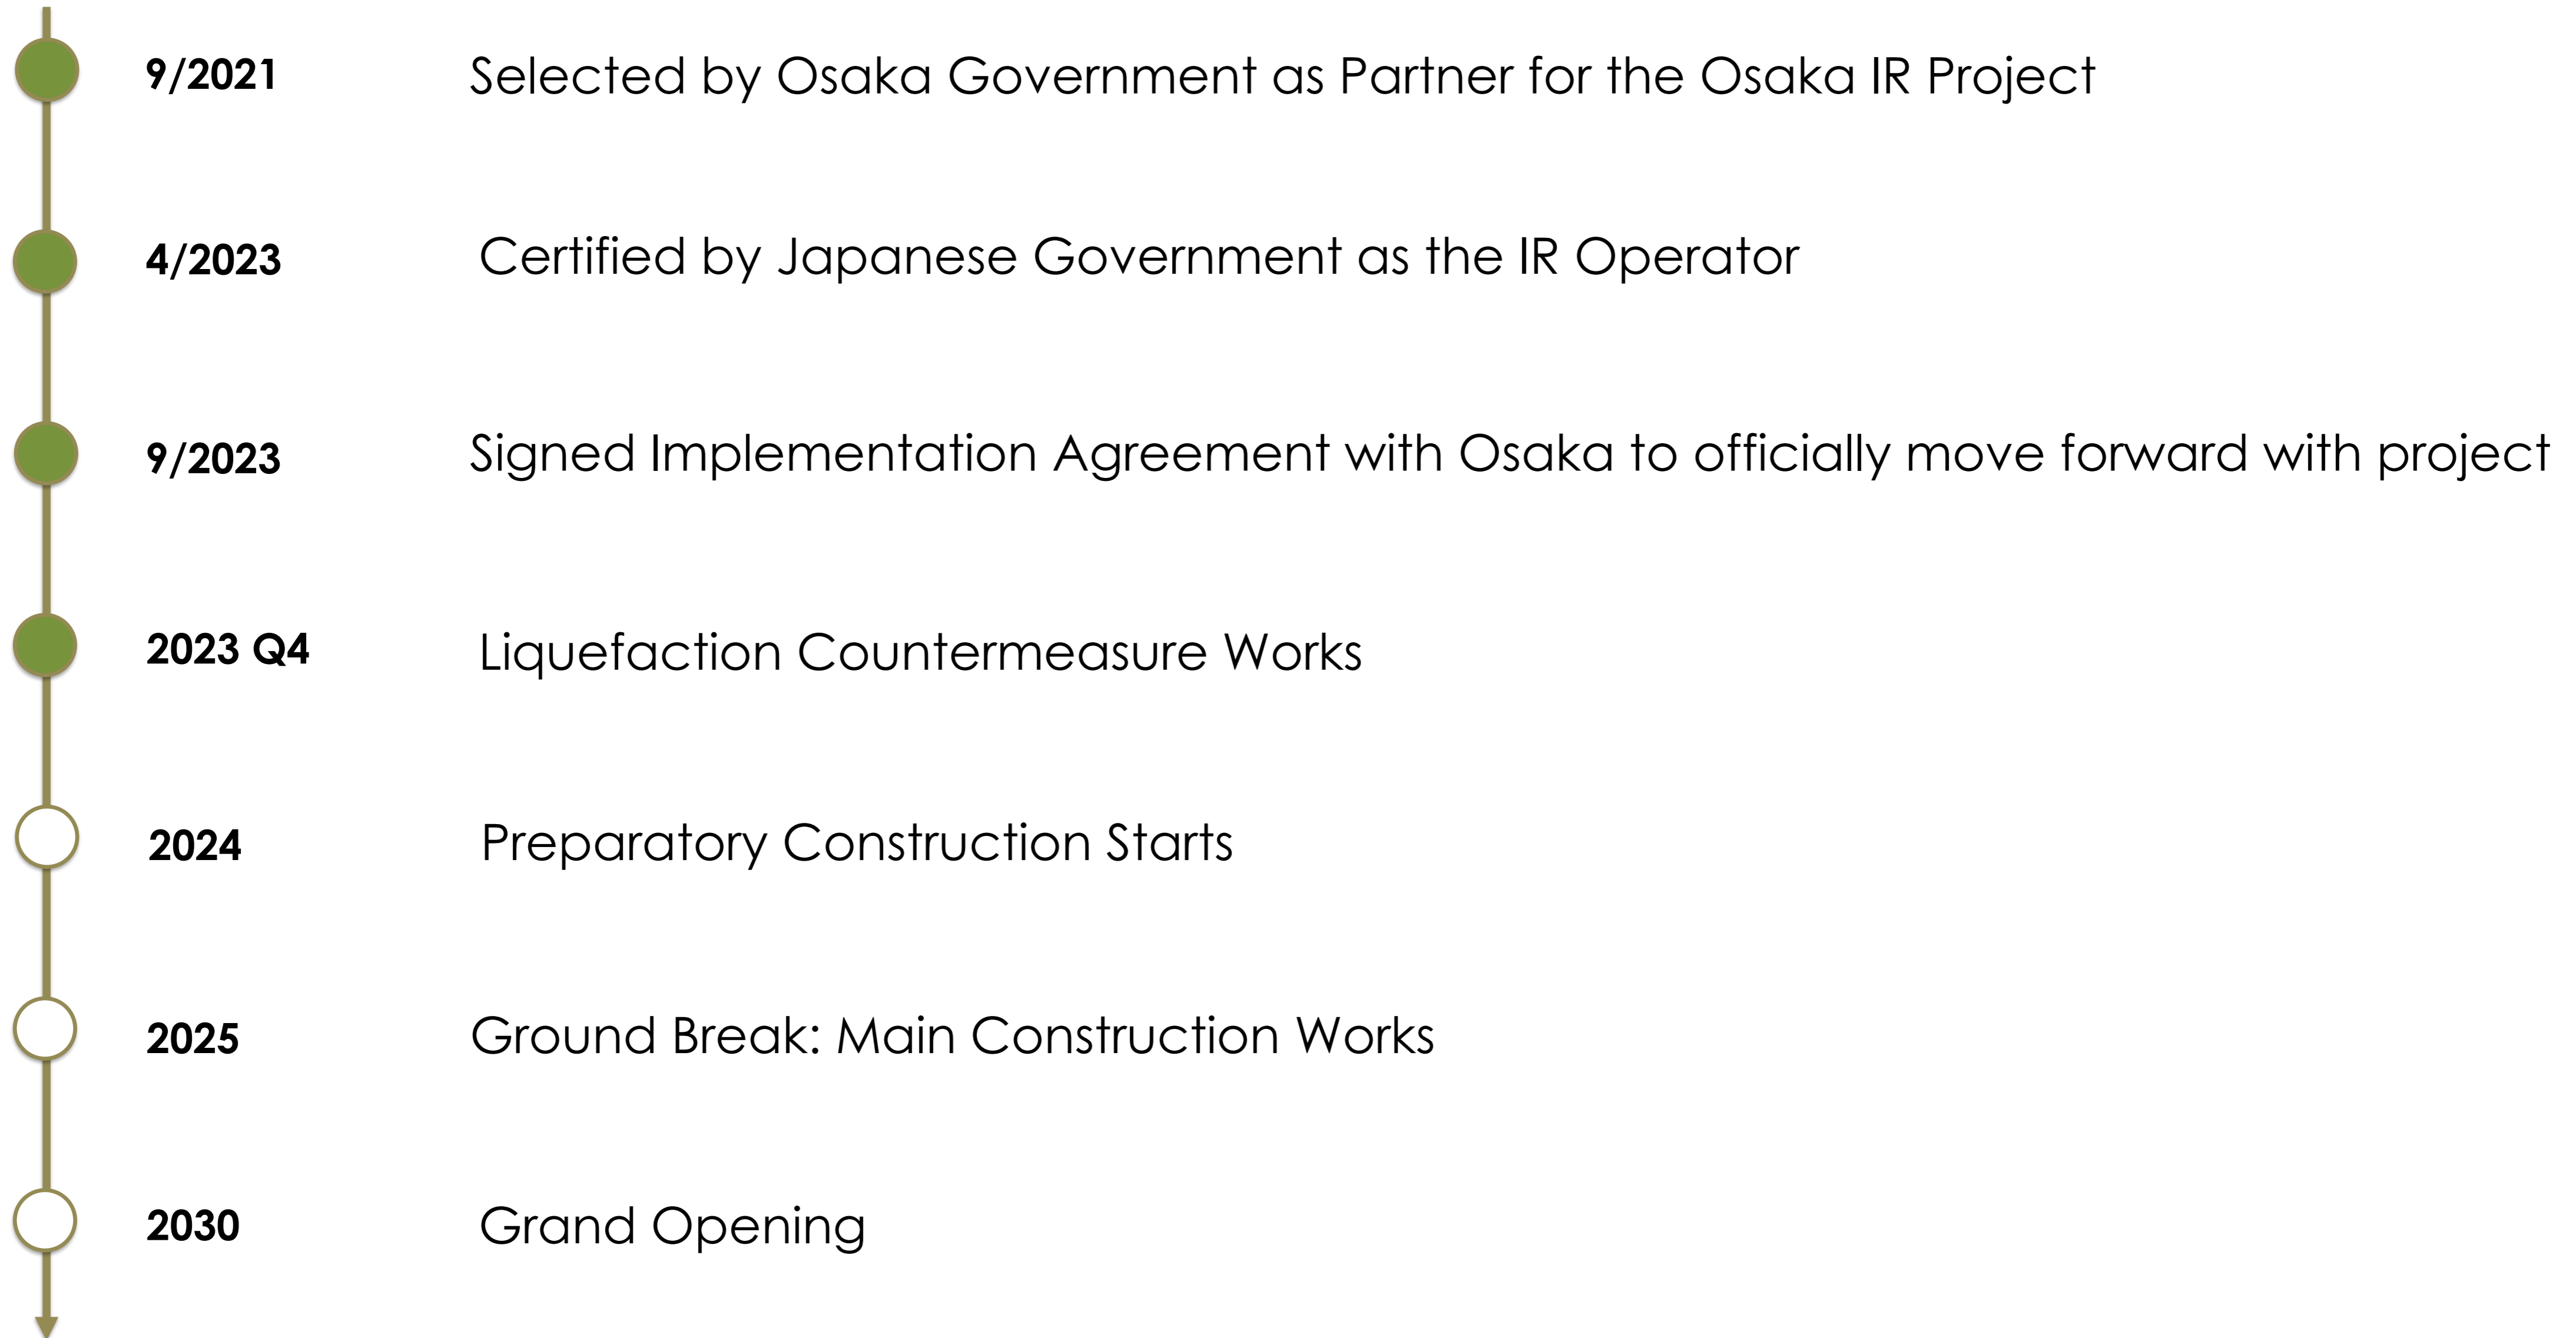 9/2021 Selected by Osaka Government as Partner for the Osaka IR Project
4/2023 Certified by Japanese Government as the IR Operator
9/2023 Signed Implementation Agreement with Osaka to officially move forward with project
2023 Q4 Liquefaction Countermeasure Works
2024 Preparatory Construction Starts
2025 Ground Break: Main Construction Works
2030 Grand Opening